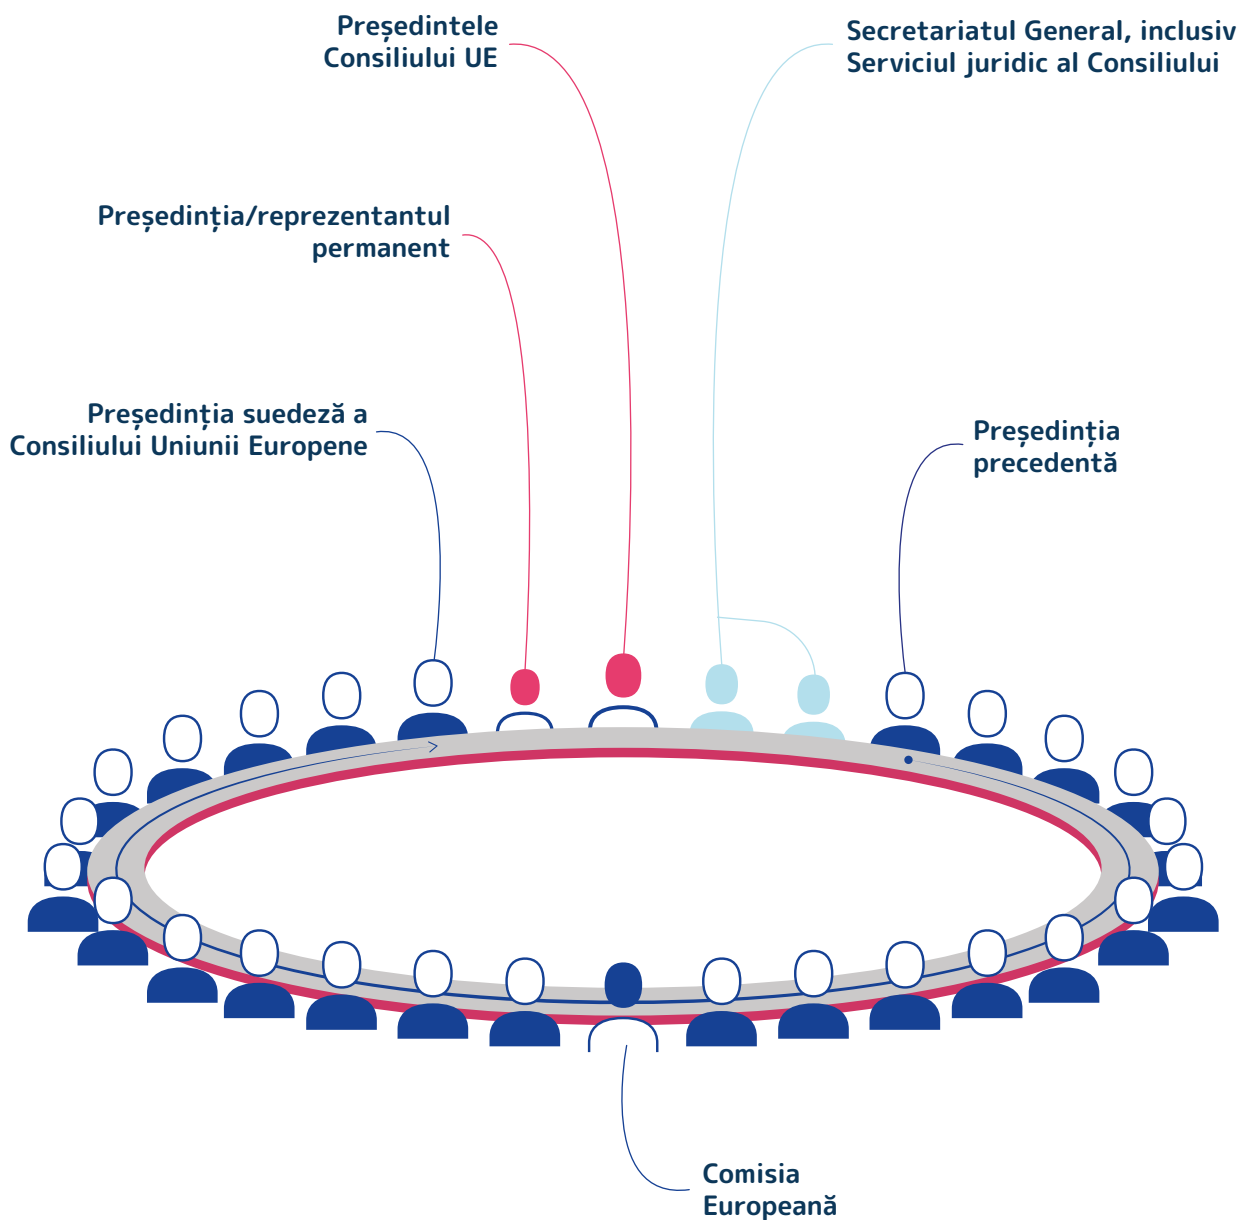 Președintele
Consiliului UE
Secretariatul General, inclusiv
Serviciul juridic al Consiliului
Președinția/reprezentantul
permanent
Președinția suedeză a
Consiliului Uniunii Europene
Președinția
precedentă
Comisia
Europeană